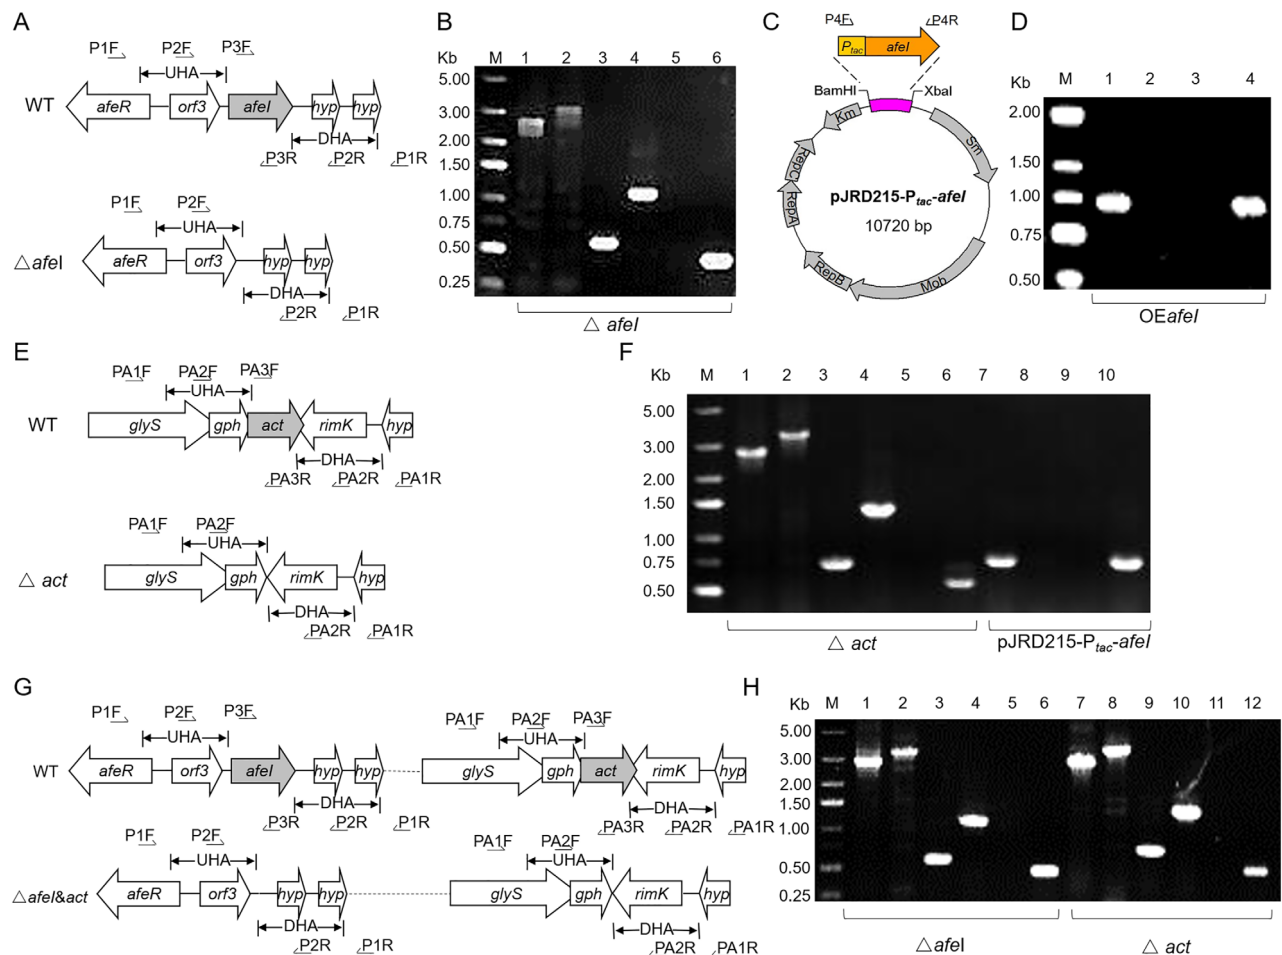 A
P1F P2F P3F
UHA
WT afeR orf3 afeI hyp hyp
DHA
P3R P2R P1R
P1F P2F
UHA
△afeI afeR orf3 hyp hyp
DHA
P2R P1R
B
Kb M 1 2 3 4 5 6
5.00
3.00
2.00
1.50
1.00
0.75
0.50
0.25
△ afeI
C
P4F P4R
Ptac afeI
BamHI XbaI
Km Sm
RepC
RepA
RepB Mob
pJRD215-Ptac-afeI
10720 bp
D
Kb M 1 2 3 4
2.00
1.50
1.00
0.75
0.50
OEafeI
E
PA1F PA2F PA3F
UHA
WT glyS gph act rimK hyp
DHA
PA3R PA2R PA1R
PA1F PA2F
UHA
△ act glyS gph rimK hyp
DHA
PA2R PA1R
F
Kb M 1 2 3 4 5 6 7 8 9 10
5.00
3.00
2.00
1.50
1.00
0.75
0.50
△ act pJRD215-Ptac-afeI
G
P1F P2F P3F PA1F PA2F PA3F
UHA UHA
WT afeR orf3 afeI hyp hyp glyS gph act rimK hyp
DHA DHA
P3R P2R P1R PA3R PA2R PA1R
P1F P2F PA1F PA2F
UHA UHA
△afeI&act afeR orf3 hyp hyp glyS gph rimK hyp
DHA DHA
P2R P1R PA2R PA1R
H
Kb M 1 2 3 4 5 6 7 8 9 10 11 12
5.00
3.00
2.00
1.50
1.00
0.50
0.25
△afeI △ act